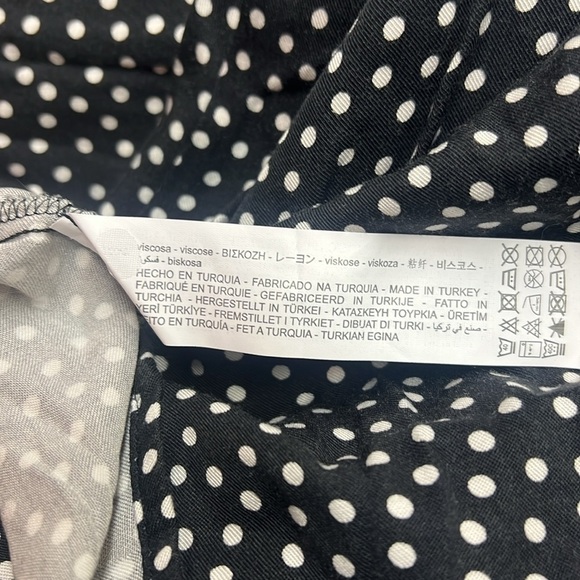 viscosa - viscose - ΒΙΣΚΟΖΗ - レーヨン - viskose - viskoza - 粘纤 - 비스코스 -
فسكوز - biskosa
HECHO EN TURQUIA - FABRICADO NA TURQUIA - MADE IN TURKEY -
FABRIQUÉ EN TURQUIE - GEFABRICEERD IN TURKIJE - FATTO IN
TURCHIA - HERGESTELLT IN TÜRKEI - ΚΑΤΑΣΚΕΥΗ ΤΟΥΡΚΙΑ - ÜRETİM
YERİ TÜRKİYE - FREMSTILLET I TYRKIET - DIBUAT DI TURKI - صنع في تركيا -
FEITO EN TURQUÍA - FET A TURQUIA - TURKIAN EGINA